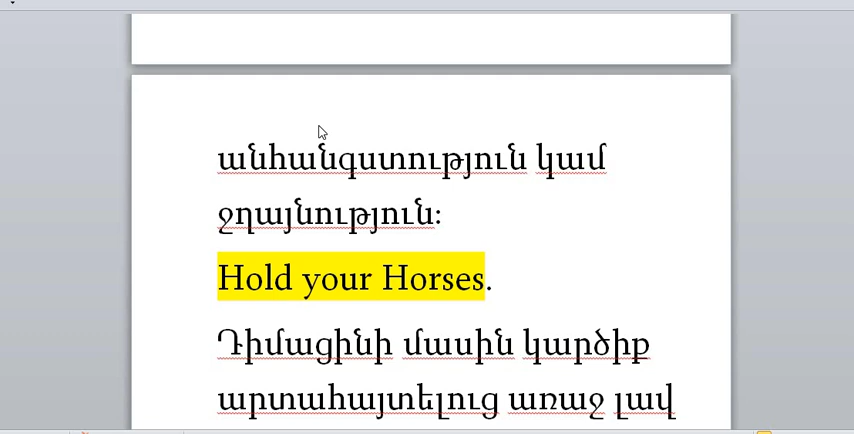 անհանգստություն կամ
ջղայնություն:
Hold your Horses.
Դիմացինի մասին կարծիք
արտահայտելուց առաջ լավ